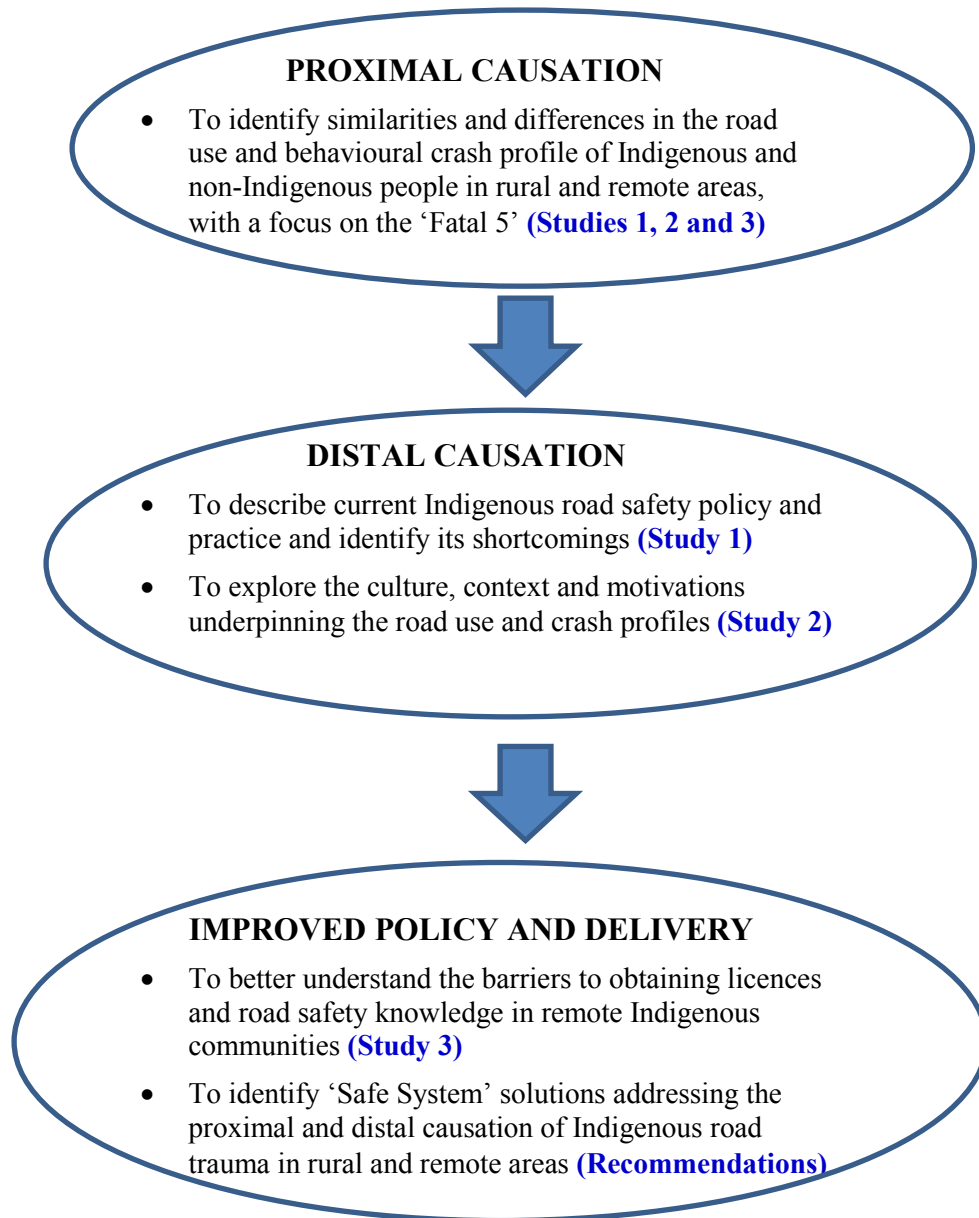 PROXIMAL CAUSATION
• To identify similarities and differences in the road
use and behavioural crash profile of Indigenous and
non-Indigenous people in rural and remote areas,
with a focus on the ‘Fatal 5’ (Studies 1, 2 and 3)
DISTAL CAUSATION
• To describe current Indigenous road safety policy and
practice and identify its shortcomings (Study 1)
• To explore the culture, context and motivations
underpinning the road use and crash profiles (Study 2)
IMPROVED POLICY AND DELIVERY
• To better understand the barriers to obtaining licences
and road safety knowledge in remote Indigenous
communities (Study 3)
• To identify ‘Safe System’ solutions addressing the
proximal and distal causation of Indigenous road
trauma in rural and remote areas (Recommendations)